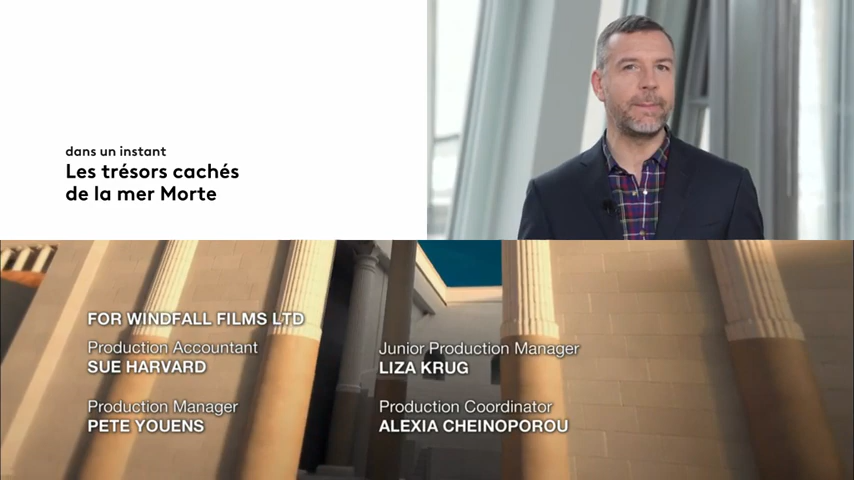 dans un instant
Les trésors cachés
de la mer Morte
FOR WINDFALL FILMS LTD
Production Accountant
SUE HARVARD
Junior Production Manager
LIZA KRUG
Production Manager
PETE YOUENS
Production Coordinator
ALEXIA CHEINOPOROU